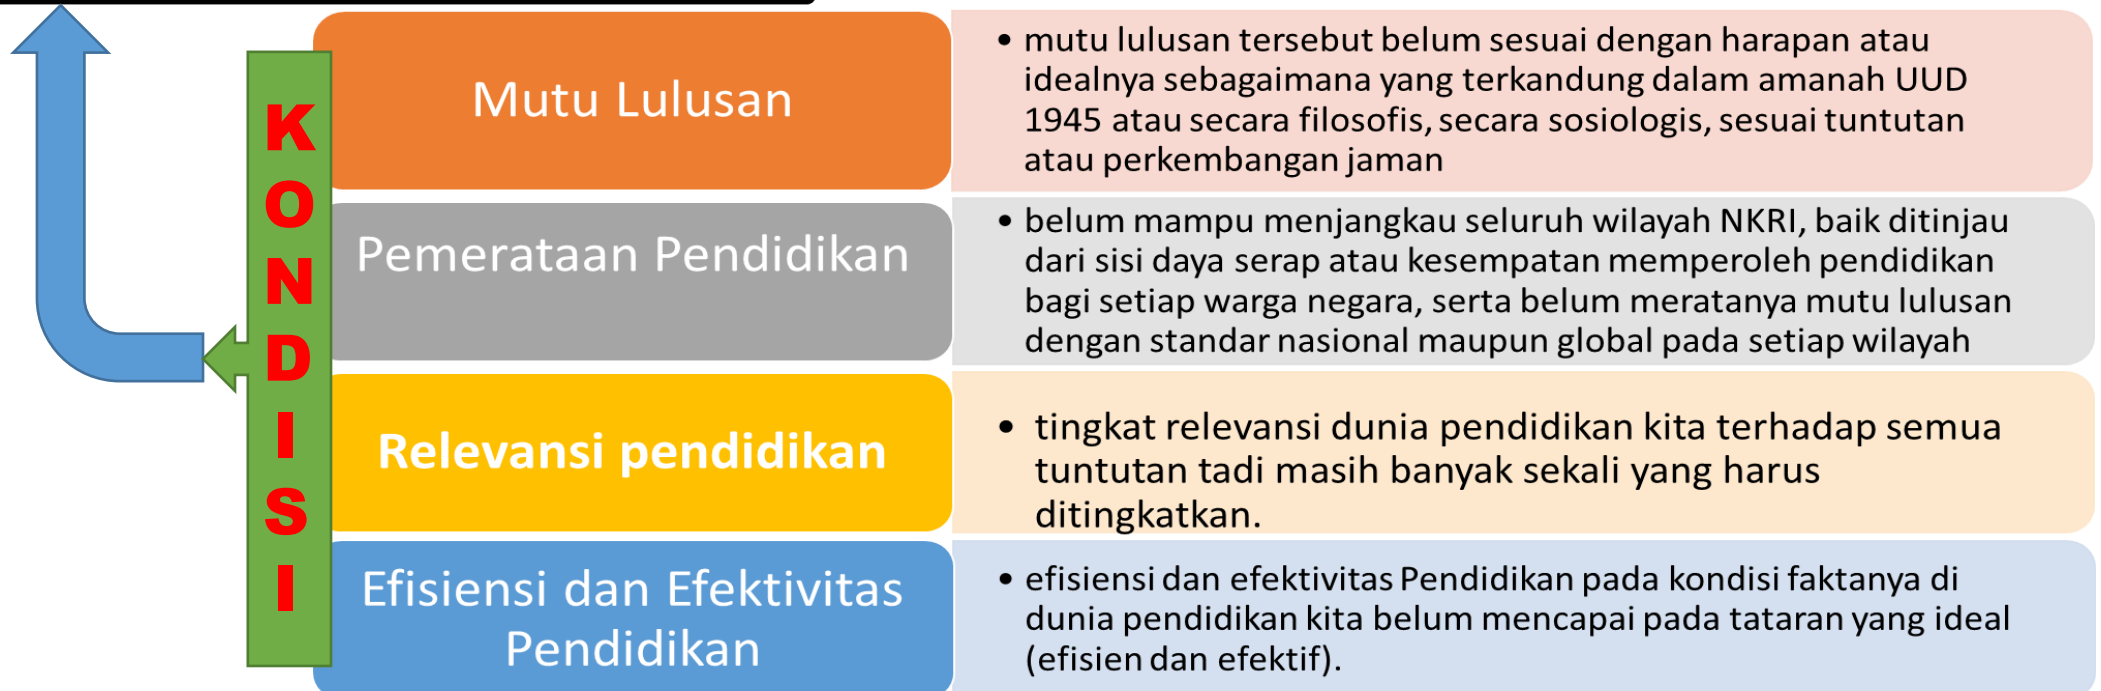 KONDISI
Mutu Lulusan
• mutu lulusan tersebut belum sesuai dengan harapan atau
idealnya sebagaimana yang terkandung dalam amanah UUD
1945 atau secara filosofis, secara sosiologis, sesuai tuntutan
atau perkembangan jaman
Pemerataan Pendidikan
• belum mampu menjangkau seluruh wilayah NKRI, baik ditinjau
dari sisi daya serap atau kesempatan memperoleh pendidikan
bagi setiap warga negara, serta belum meratanya mutu lulusan
dengan standar nasional maupun global pada setiap wilayah
Relevansi pendidikan
• tingkat relevansi dunia pendidikan kita terhadap semua
tuntutan tadi masih banyak sekali yang harus
ditingkatkan.
Efisiensi dan Efektivitas
Pendidikan
• efisiensi dan efektivitas Pendidikan pada kondisi faktanya di
dunia pendidikan kita belum mencapai pada tataran yang ideal
(efisien dan efektif).